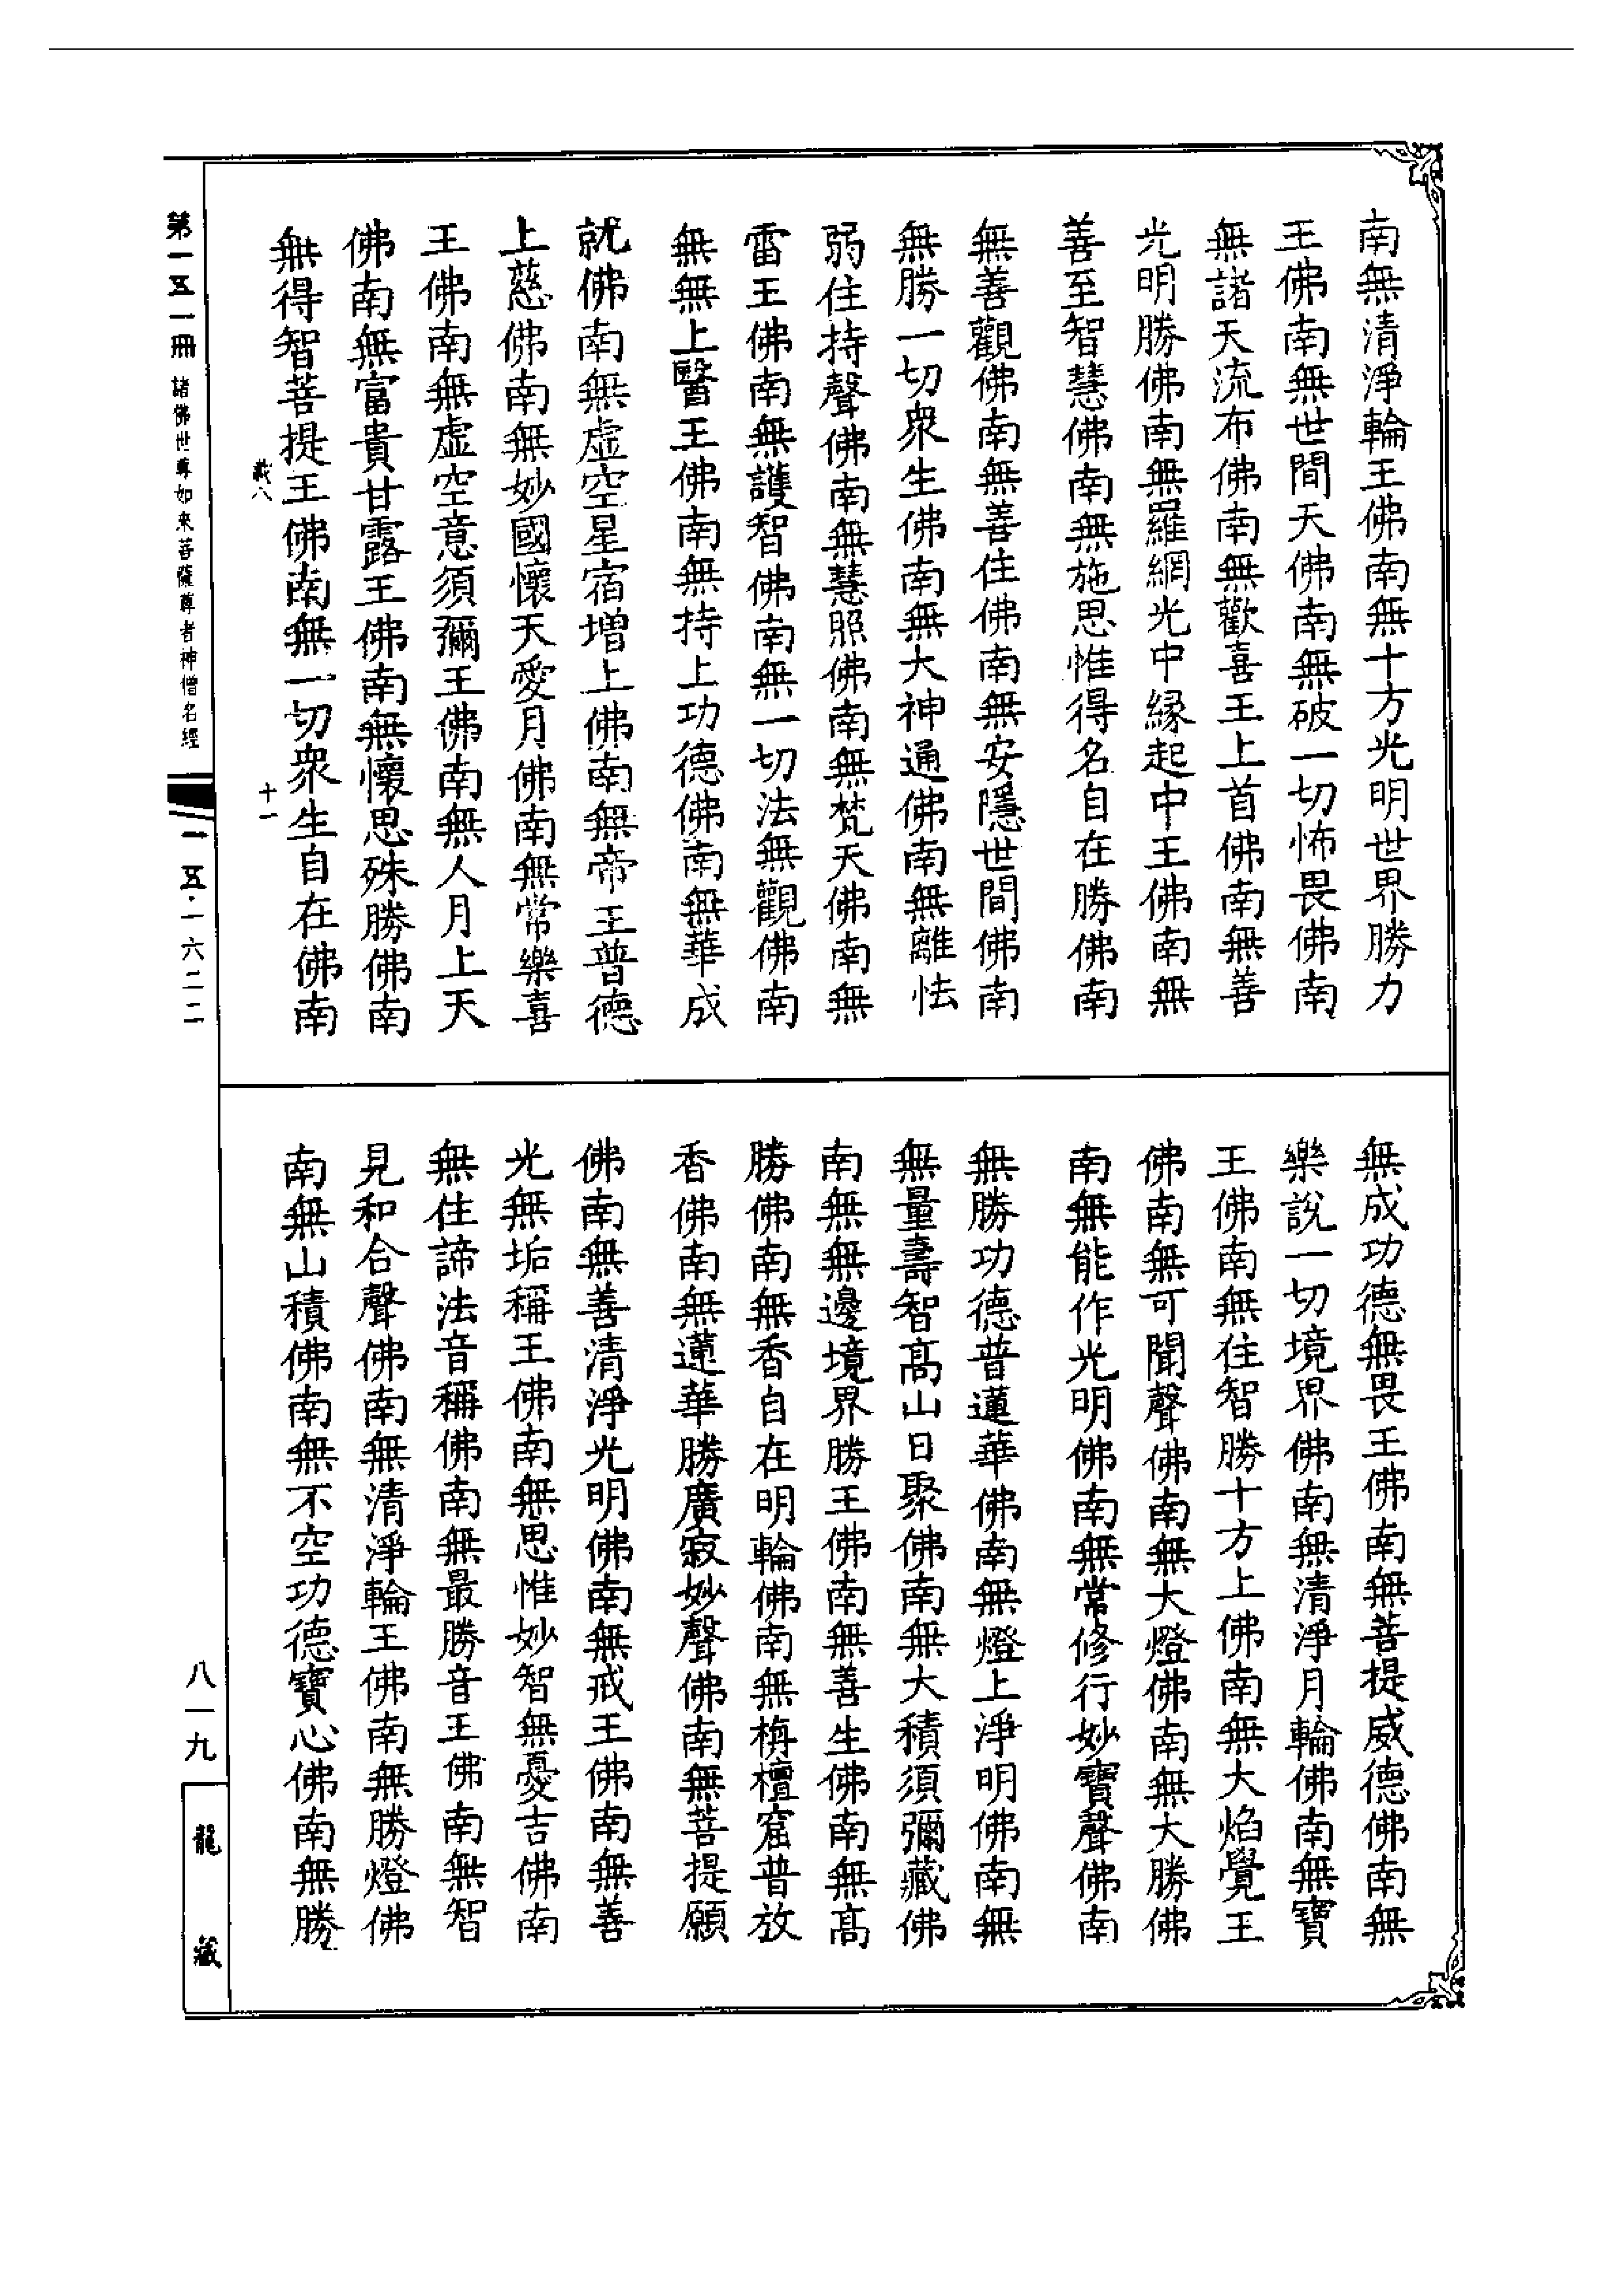 南無清淨輪王佛南無十方光明世界勝力
王佛南無世間天佛南無破一切怖畏佛南
無諸天流布佛南無歡喜王上首佛南無善
光明勝佛南無羅網光中緣起中王佛南無
善至智慧佛南無施思惟得名自在勝佛南
無善觀佛南無善住佛南無安隱世間佛南
無勝一切衆生佛南無大神通佛南無離怯
弱住持聲佛南無慧照佛南無梵天佛南無
雷王佛南無護智佛南無一切法無觀佛南
無無上醫王佛南無持上功德佛南無華成
就佛南無虛空星宿增上佛南無帝王普德
上慈佛南無妙國懷天愛月佛南無常樂喜
王佛南無虛空意須彌王佛南無人月上天
佛南無富貴甘露王佛南無懷思殊勝佛南
無得智菩提王佛南無一切衆生自在佛南
無成功德無畏王佛南無菩提威德佛南無
樂說一切境界佛南無清淨月輪佛南無寶
王佛南無住智勝十方上佛南無大焰覺王
佛南無可聞聲佛南無大燈佛南無大勝佛
南無能作光明佛南無常修行妙寶聲佛南
無勝功德普蓮華佛南無燈上淨明佛南無
無量壽智高山日聚佛南無大積須彌藏佛
南無無邊境界勝王佛南無善生佛南無高
勝佛南無香自在明輪佛南無栴檀窟普放
香佛南無蓮華勝廣寂妙聲佛南無菩提願
佛南無善清淨光明佛南無戒王佛南無善
光無垢稱王佛南無思惟妙智無憂吉佛南
無住諦法音稱佛南無最勝音王佛南無智
見和合聲佛南無清淨輪王佛南無勝燈佛
南無山積佛南無不空功德寶心佛南無勝
藏八
十一
第一五一冊 諸佛世尊如來菩薩尊者神僧名經
一五·一六二二
八一九
龍藏